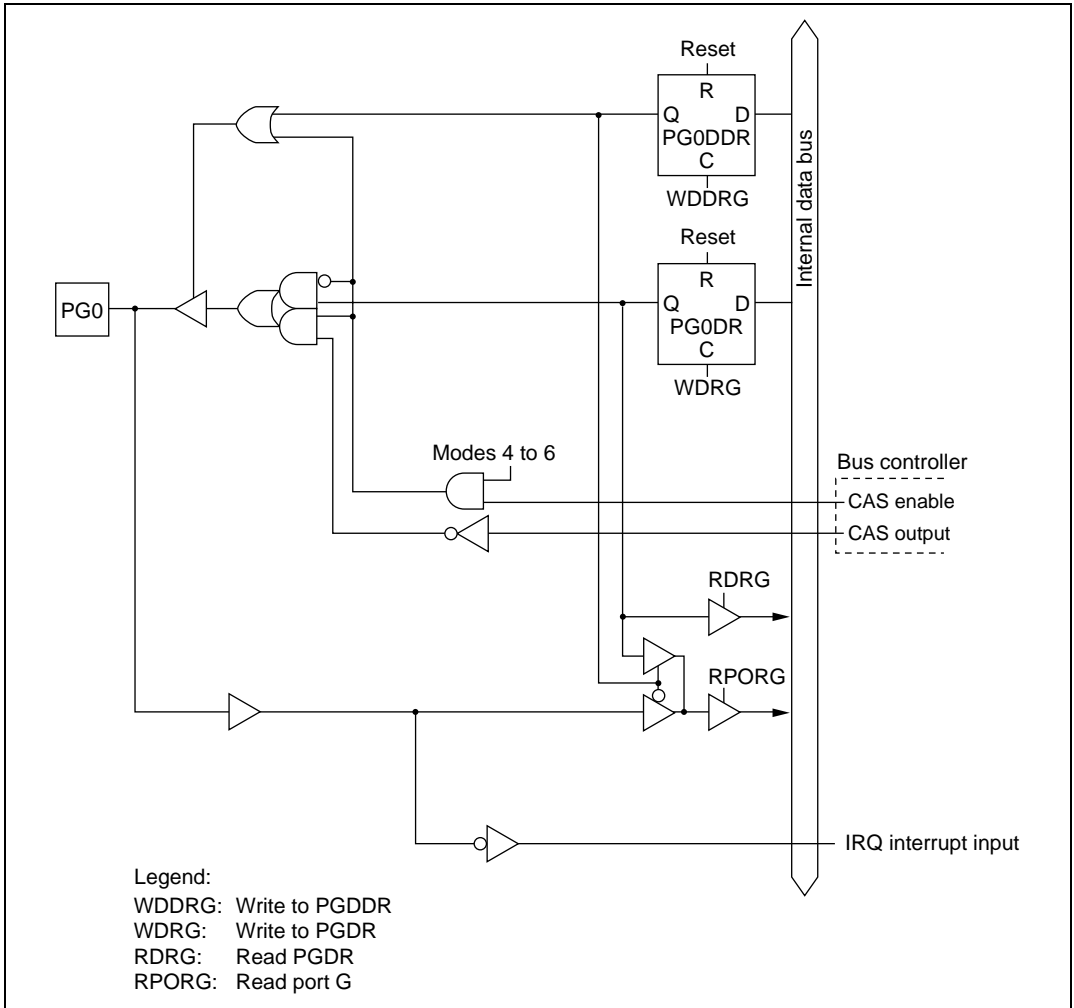 Reset
R
Q D
PG0DDR
C
WDDRG
Reset
R
Q D
PG0DR
C
WDRG
Internal data bus
PG0
Modes 4 to 6
Bus controller
CAS enable
CAS output
RDRG
RPORG
IRQ interrupt input
Legend:
WDDRG: Write to PGDDR
WDRG: Write to PGDR
RDRG: Read PGDR
RPORG: Read port G